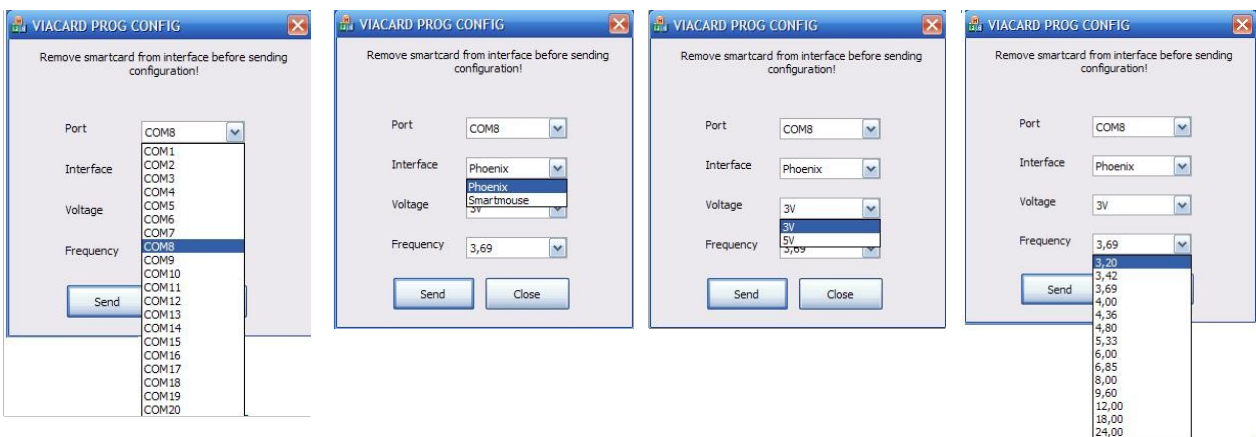 VIACARD PROG CONFIG
Remove smartcard from interface before sending
configuration!
Port
COM8
COM1
COM2
COM3
COM4
COM5
COM6
COM7
COM8
COM9
COM10
COM11
COM12
COM13
COM14
COM15
COM16
COM17
COM18
COM19
COM20
Interface
Voltage
Frequency
Send
VIACARD PROG CONFIG
Remove smartcard from interface before sending
configuration!
Port
COM8
Interface
Phoenix
Phoenix
Smartmouse
Voltage
3V
Frequency
3,69
Send
Close
VIACARD PROG CONFIG
Remove smartcard from interface before sending
configuration!
Port
COM8
Interface
Phoenix
Voltage
3V
3V
5V
Frequency
3,69
Send
Close
VIACARD PROG CONFIG
Remove smartcard from interface before sending
configuration!
Port
COM8
Interface
Phoenix
Voltage
3V
Frequency
3,69
3,20
3,42
3,69
4,00
4,36
4,80
5,33
6,00
6,85
8,00
9,60
12,00
18,00
24,00
Send